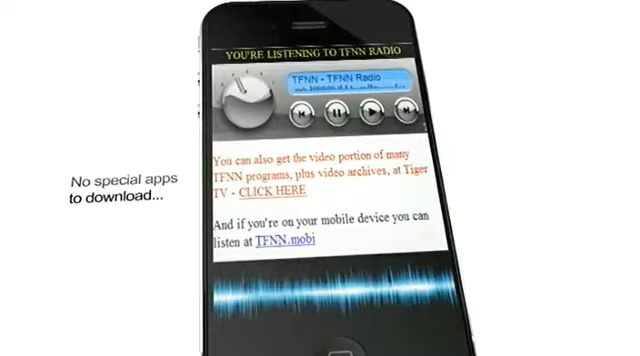 YOU'RE LISTENING TO TFNN RADIO
TFNN - TFNN Radio
You can also get the video portion of many
TFNN programs, plus video archives, at Tiger
TV - CLICK HERE
And if you're on your mobile device you can
listen at TFNN.mobi
No special apps
to download...